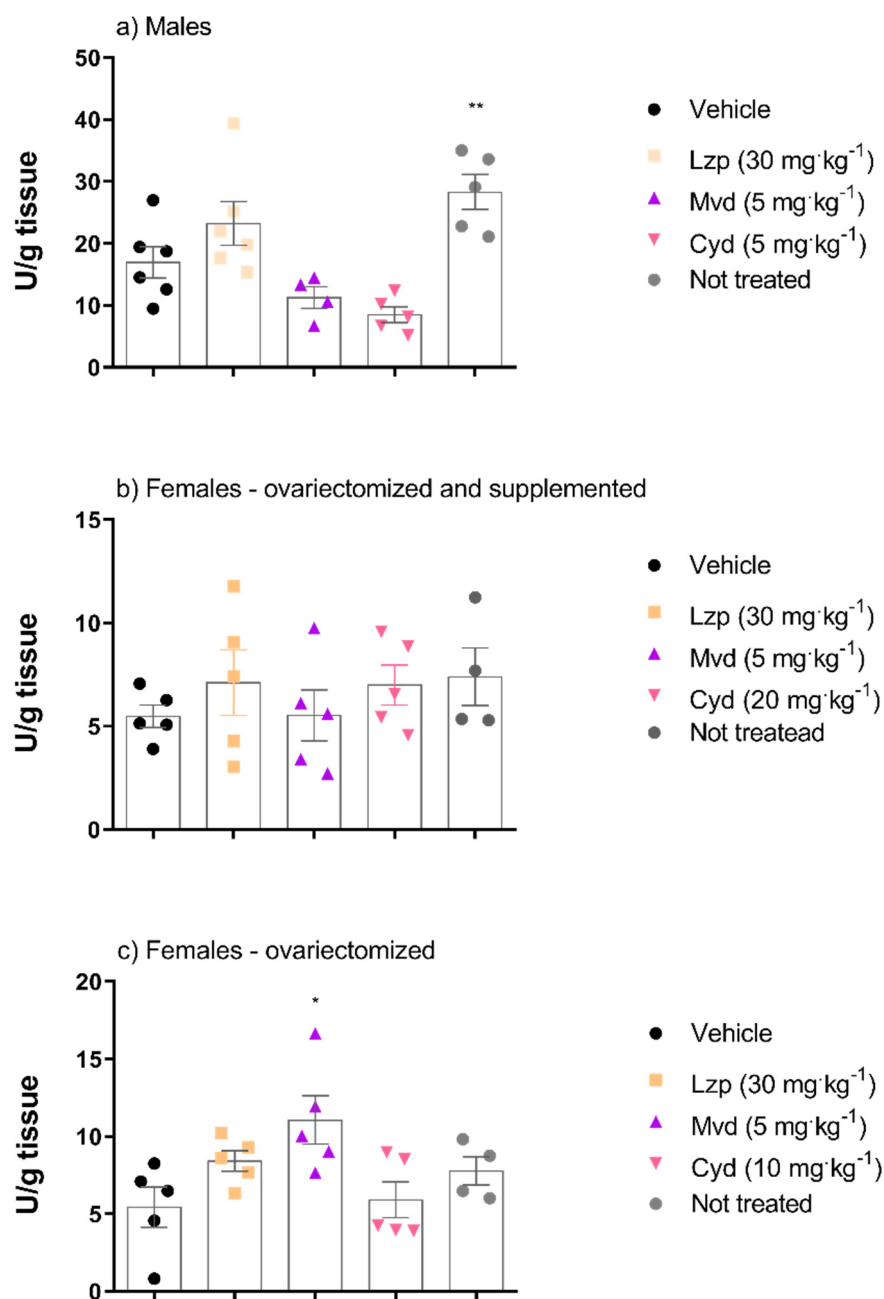 a) Males
50
40
30
20
10
0
U/g tissue
**
Vehicle
Lzp (30 mg·kg⁻¹)
Mvd (5 mg·kg⁻¹)
Cyd (5 mg·kg⁻¹)
Not treated
b) Females - ovariectomized and supplemented
15
10
5
0
U/g tissue
Vehicle
Lzp (30 mg·kg⁻¹)
Mvd (5 mg·kg⁻¹)
Cyd (20 mg·kg⁻¹)
Not treatead
c) Females - ovariectomized
20
15
10
5
0
U/g tissue
*
Vehicle
Lzp (30 mg·kg⁻¹)
Mvd (5 mg·kg⁻¹)
Cyd (10 mg·kg⁻¹)
Not treated